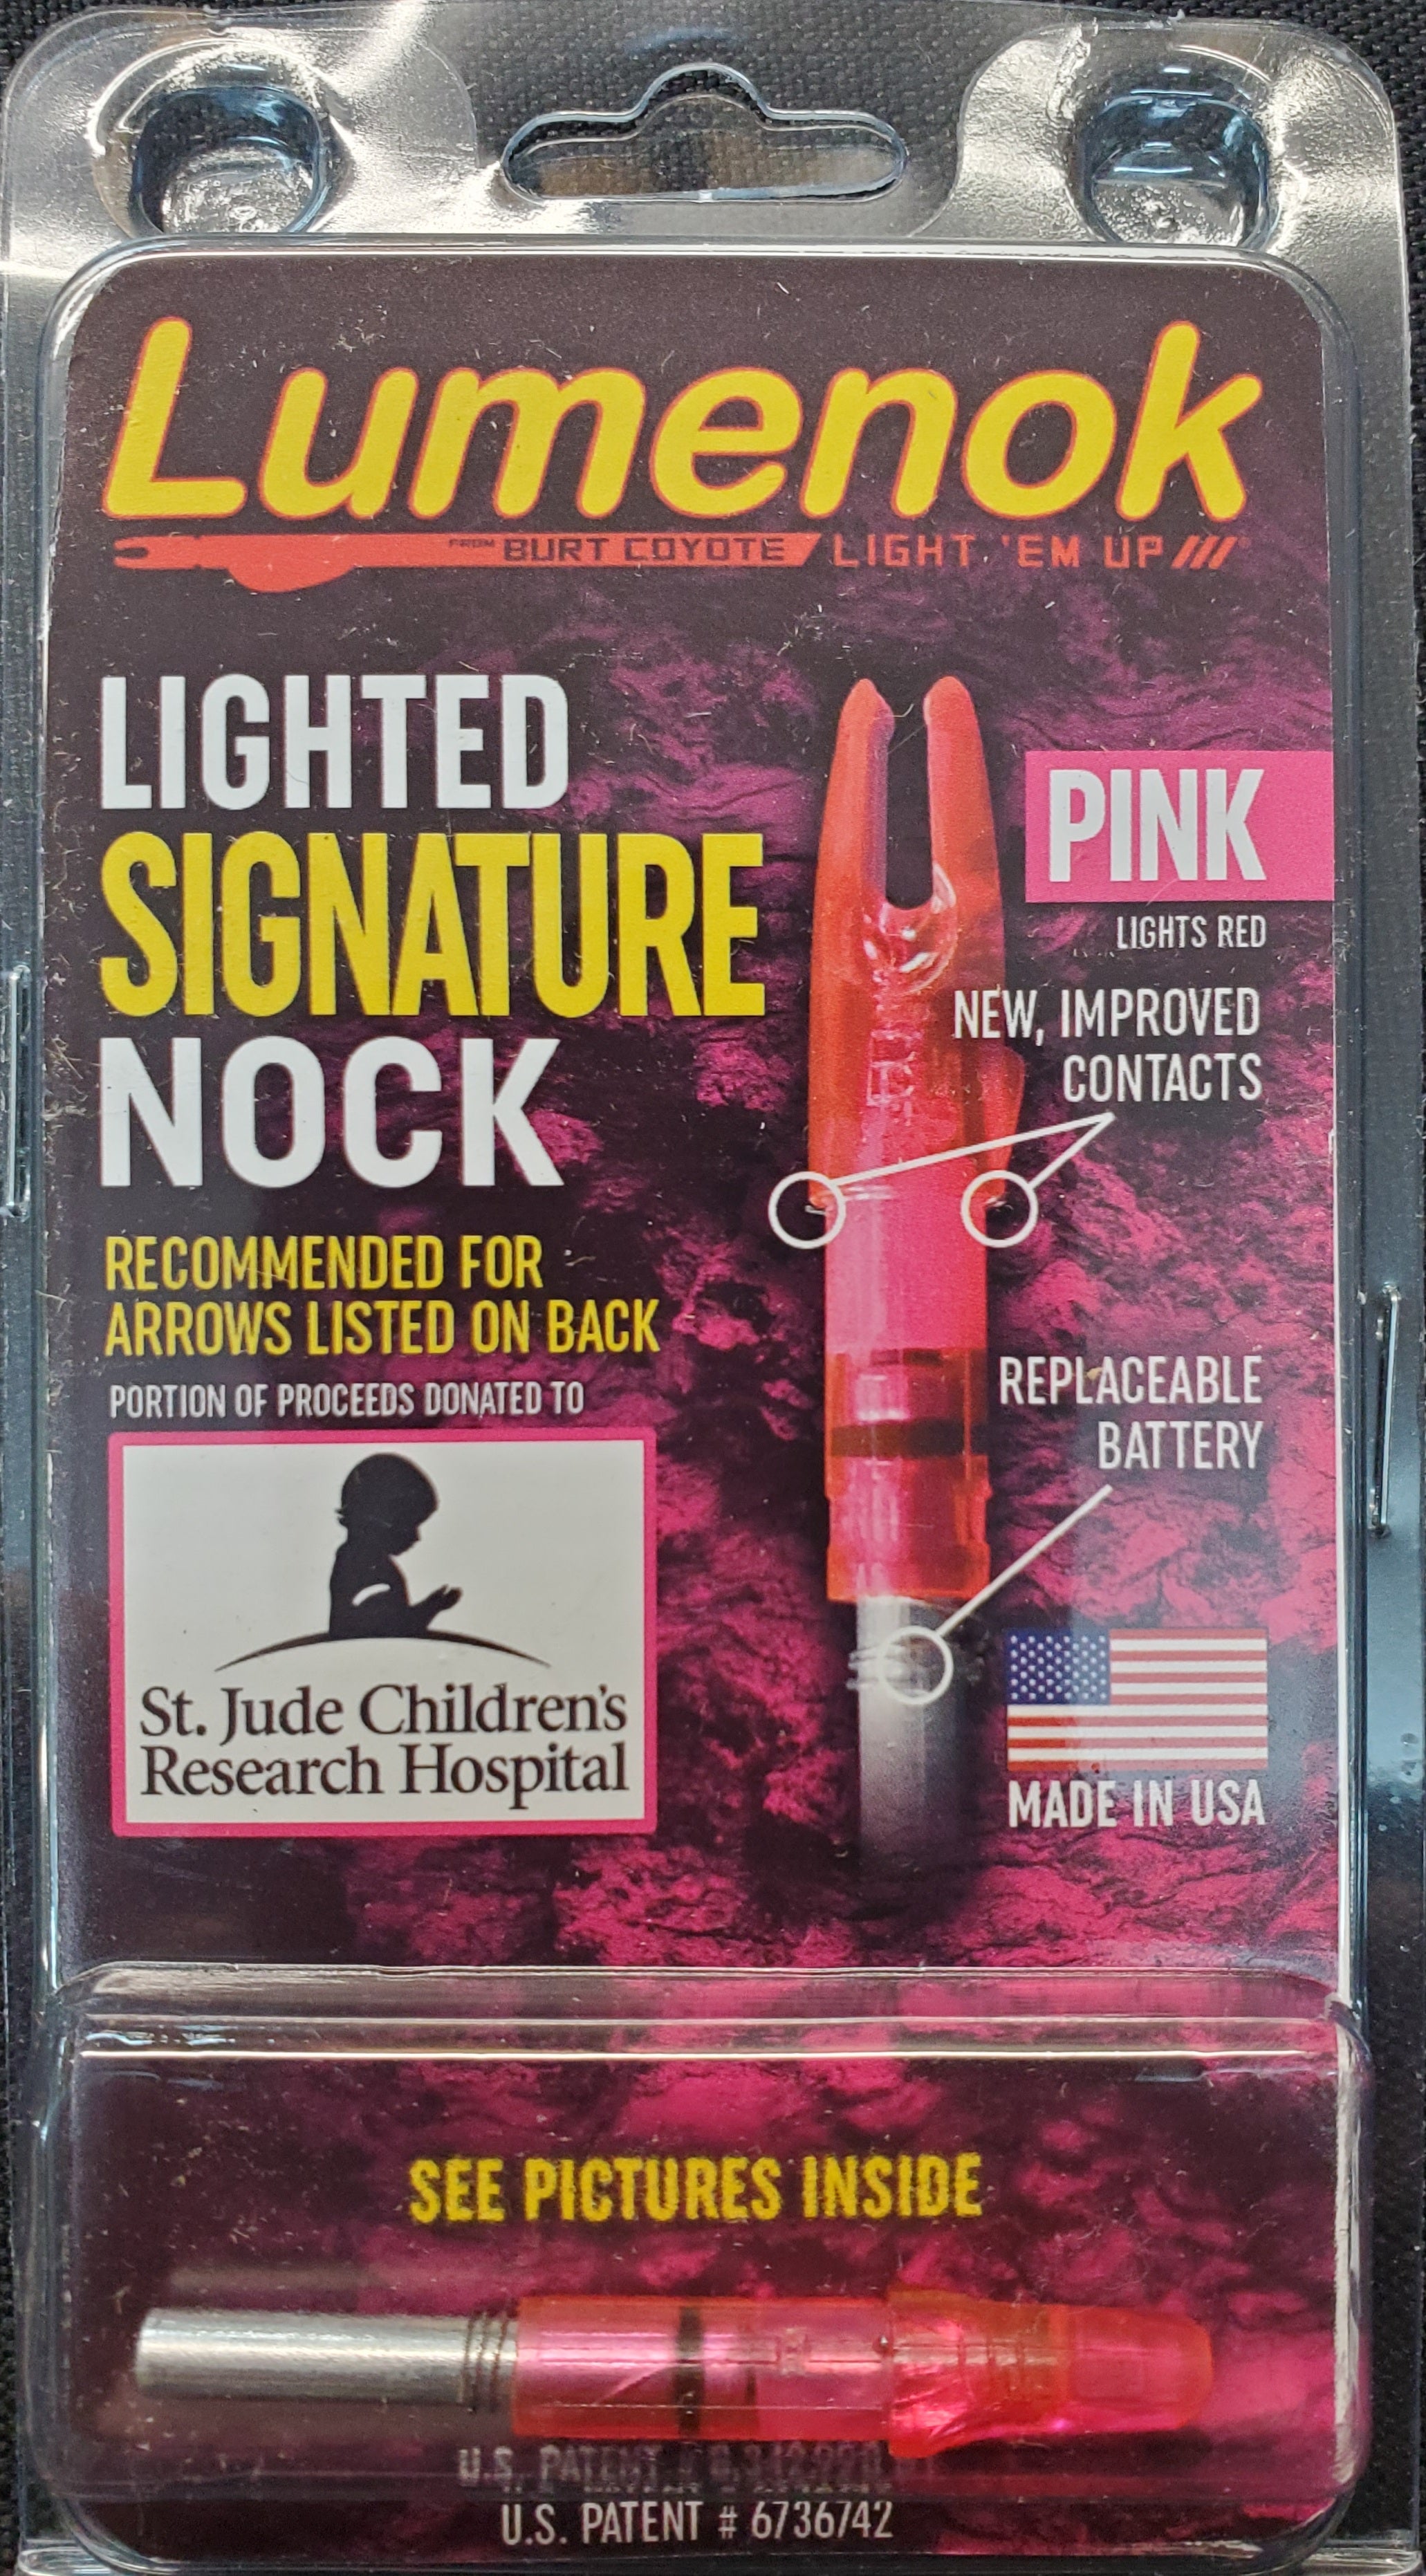 Lumenok
FROM BURT COYOTE LIGHT 'EM UP ///®
LIGHTED
SIGNATURE
NOCK
PINK
LIGHTS RED
NEW, IMPROVED
CONTACTS
RECOMMENDED FOR
ARROWS LISTED ON BACK
PORTION OF PROCEEDS DONATED TO
St. Jude Children's
Research Hospital
REPLACEABLE
BATTERY
MADE IN USA
SEE PICTURES INSIDE
U.S. PATENT #
U.S. PATENT # 6736742